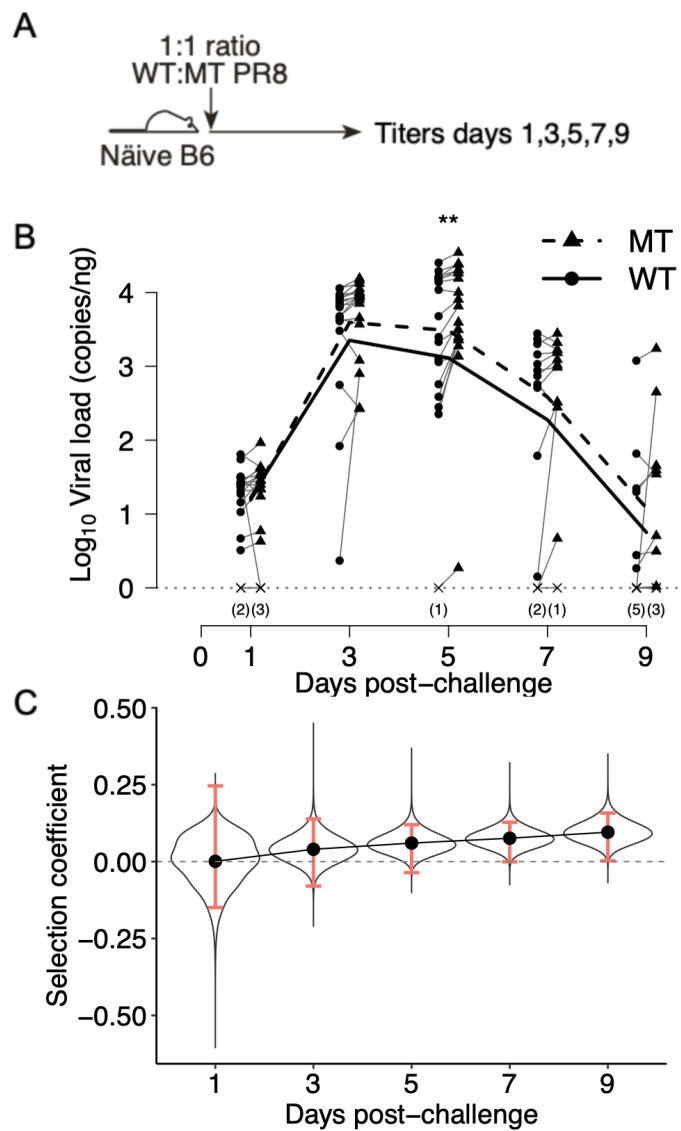 A
1:1 ratio
WT:MT PR8
Näive B6
Titers days 1,3,5,7,9
B
**
MT
WT
Log10 Viral load (copies/ng)
4
3
2
1
0
(2)(3)
(1)
(2)(1)
(5)(3)
0 1 3 5 7 9
Days post−challenge
C
Selection coefficient
0.50
0.25
0.00
−0.25
−0.50
1 3 5 7 9
Days post−challenge